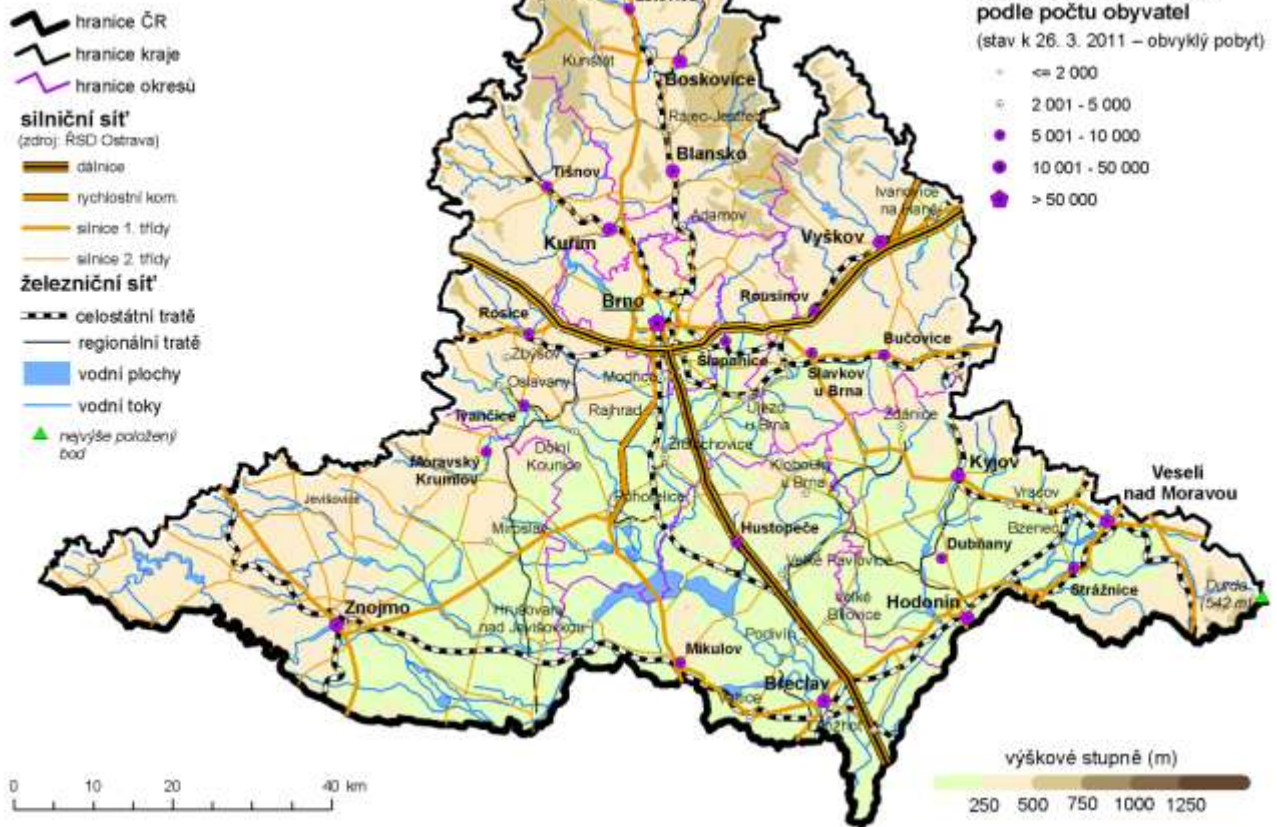 hranice ČR
hranice kraje
hranice okresů
silniční síť
(zdroj: ŘSD Ostrava)
dálnice
rychlostní kom.
silnice 1. třídy
silnice 2. třídy
železniční síť
celostátní tratě
regionální tratě
vodní plochy
vodní toky
nejvýše položený
bod
podle počtu obyvatel
(stav k 26. 3. 2011 – obvyklý pobyt)
<= 2 000
2 001 - 5 000
5 001 - 10 000
10 001 - 50 000
> 50 000
Kunštát
Boskovice
Rájec-Jestřebí
Blansko
Tišnov
Ivanovice
na Hané
Adamov
Kuřim
Vyškov
Brno
Rousínov
Rosice
Bučovice
Zbýšov
Šlapanice
Slavkov
u Brna
Modřice
Oslavany
Ivančice
Rajhrad
Újezd
u Brna
Ždánice
Dolní
Kounice
Židlochovice
Moravský
Krumlov
Klobouky
u Brna
Kyjov
Veselí
nad Moravou
Jevišovice
Pohořelice
Vracov
Miroslav
Hustopeče
Bzenec
Dubňany
Velké Pavlovice
Strážnice
Durda
(542 m)
Znojmo
Hrušovany
nad Jevišovkou
Velké
Bílovice
Hodonín
Podivín
Mikulov
Břeclav
Valtice
Lanžhot
výškové stupně (m)
250 500 750 1000 1250
0 10 20 40 km